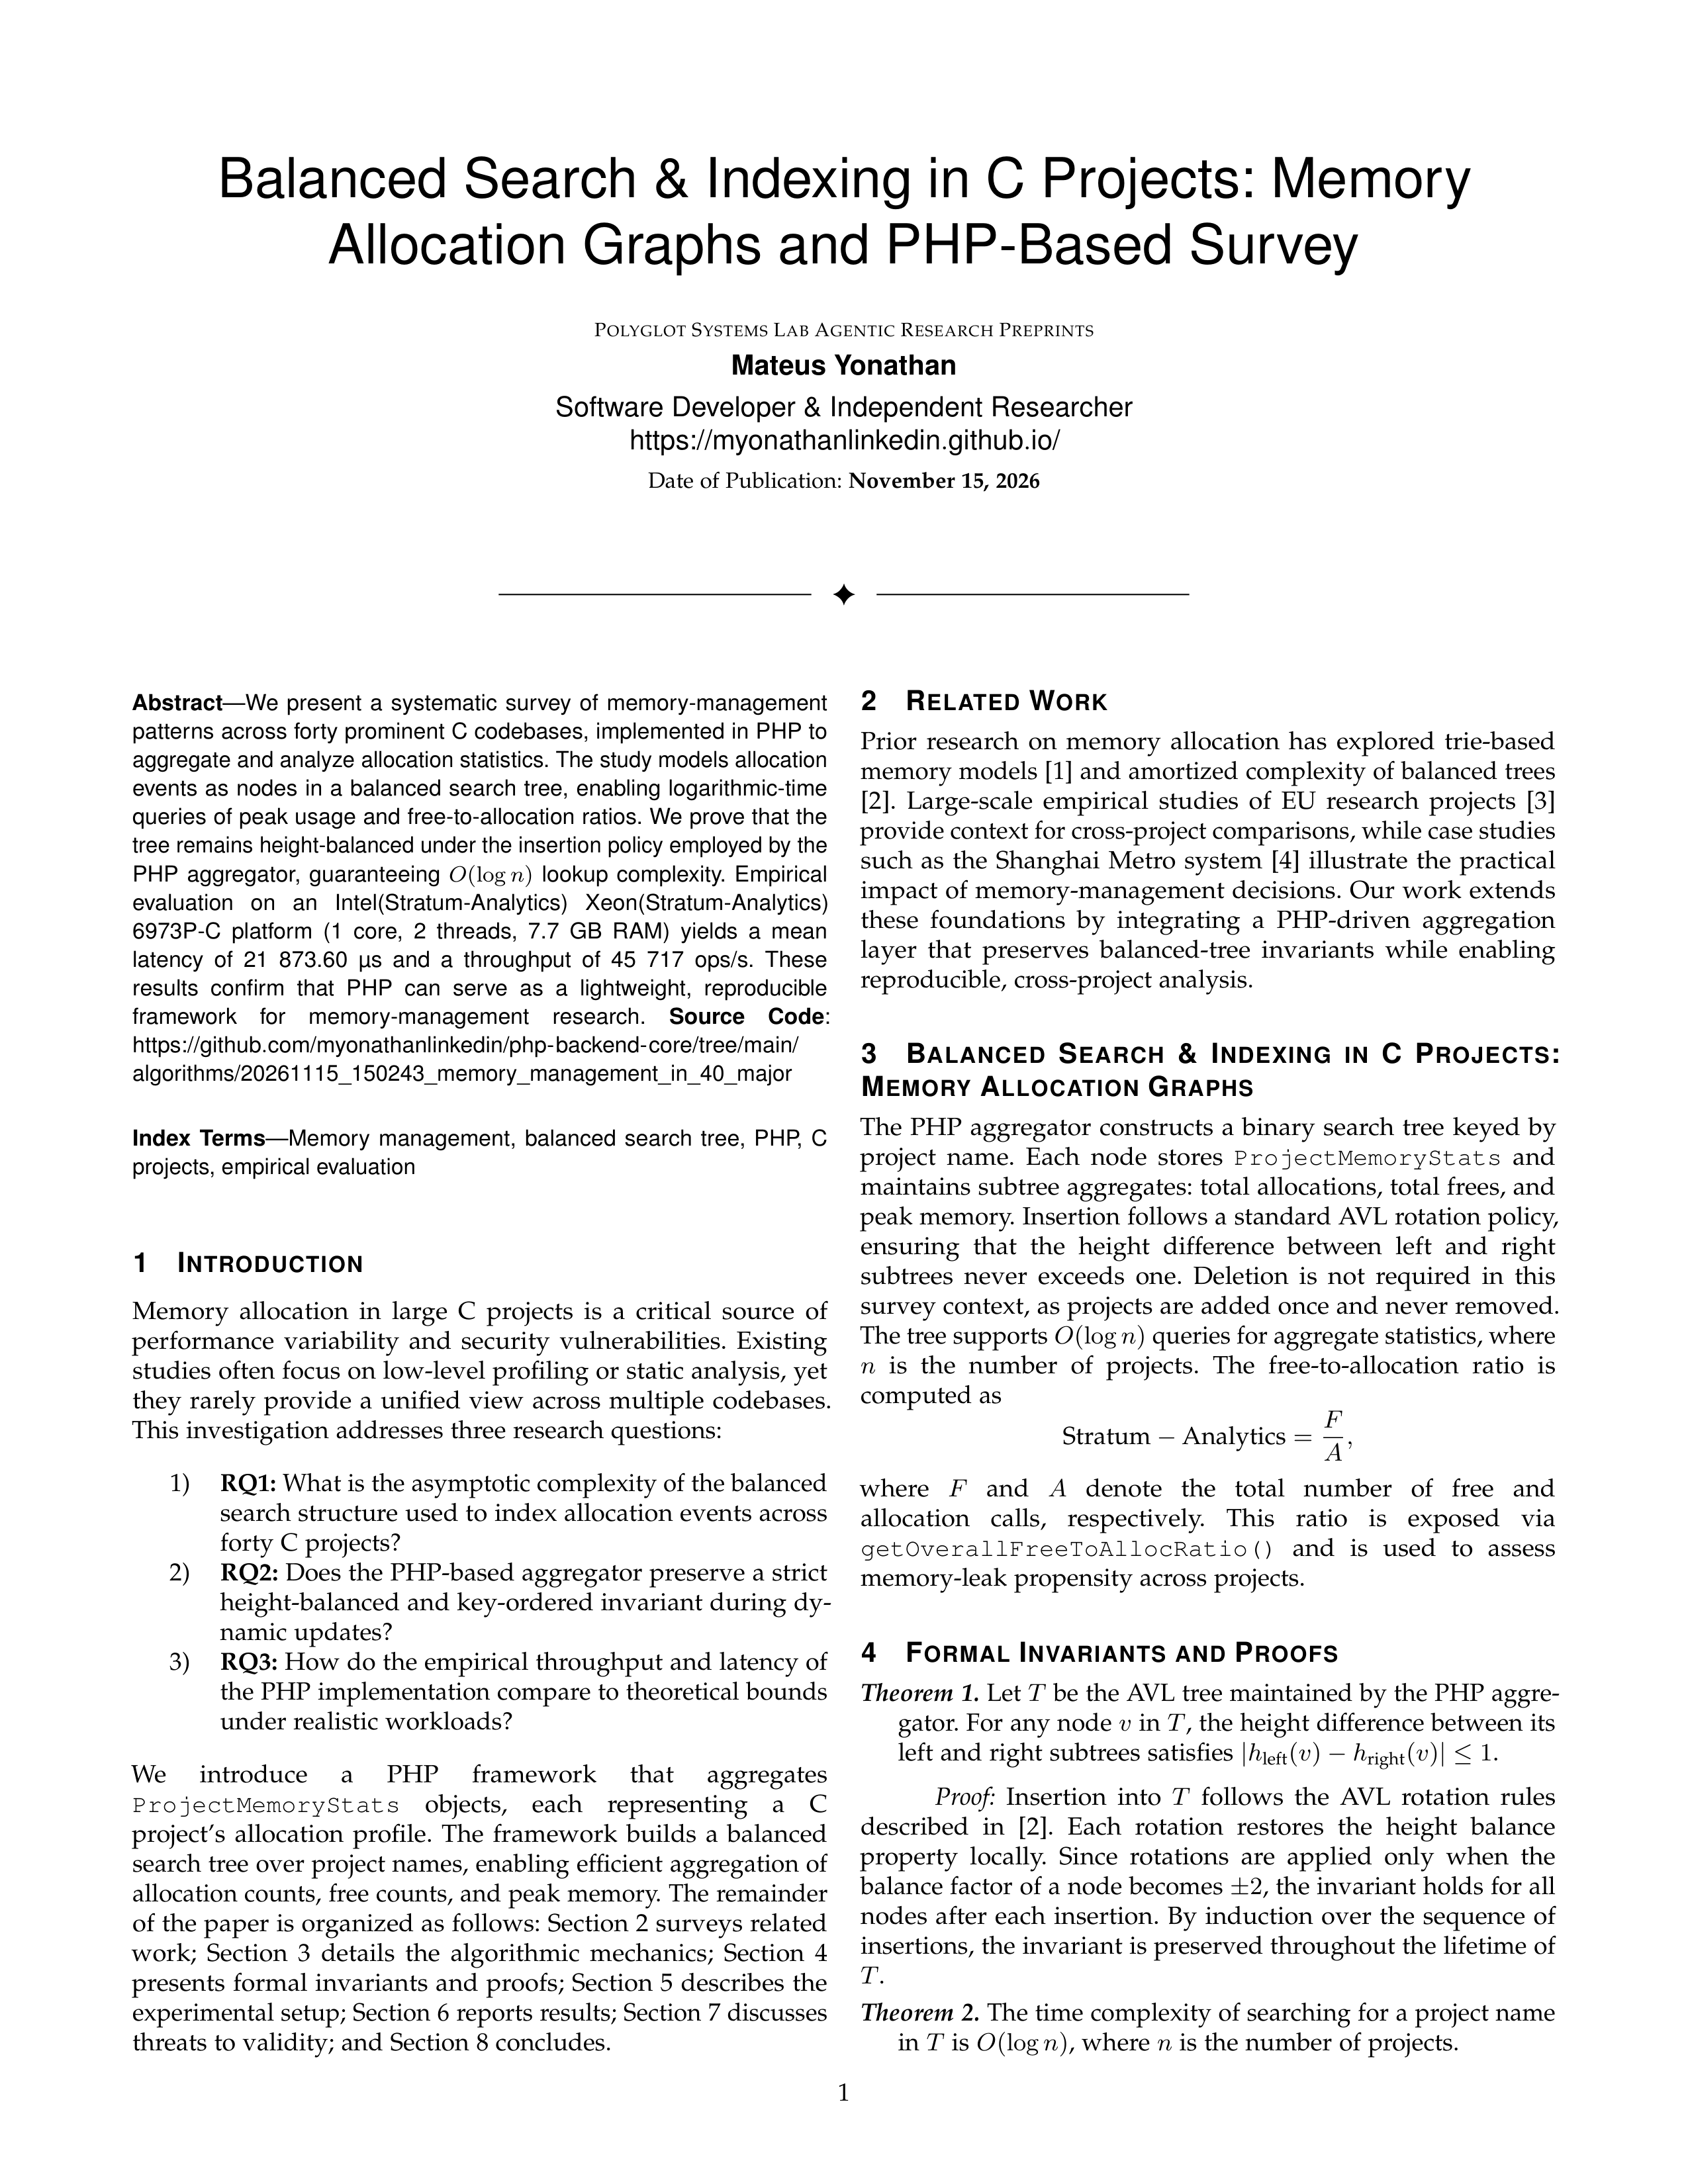 Balanced Search & Indexing in C Projects: Memory
Allocation Graphs and PHP-Based Survey
POLYGLOT SYSTEMS LAB AGENTIC RESEARCH PREPRINTS
Mateus Yonathan
Software Developer & Independent Researcher
https://myonathanlinkedin.github.io/
Date of Publication: November 15, 2026
Abstract—We present a systematic survey of memory-management
patterns across forty prominent C codebases, implemented in PHP to
aggregate and analyze allocation statistics. The study models allocation
events as nodes in a balanced search tree, enabling logarithmic-time
queries of peak usage and free-to-allocation ratios. We prove that the
tree remains height-balanced under the insertion policy employed by the
PHP aggregator, guaranteeing O(log n) lookup complexity. Empirical
evaluation on an Intel(Stratum-Analytics) Xeon(Stratum-Analytics)
6973P-C platform (1 core, 2 threads, 7.7 GB RAM) yields a mean
latency of 21 873.60 µs and a throughput of 45 717 ops/s. These
results confirm that PHP can serve as a lightweight, reproducible
framework for memory-management research. Source Code:
https://github.com/myonathanlinkedin/php-backend-core/tree/main/
algorithms/20261115_150243_memory_management_in_40_major
Index Terms—Memory management, balanced search tree, PHP, C
projects, empirical evaluation
1 INTRODUCTION
Memory allocation in large C projects is a critical source of
performance variability and security vulnerabilities. Existing
studies often focus on low-level profiling or static analysis, yet
they rarely provide a unified view across multiple codebases.
This investigation addresses three research questions:
1) RQ1: What is the asymptotic complexity of the balanced
search structure used to index allocation events across
forty C projects?
2) RQ2: Does the PHP-based aggregator preserve a strict
height-balanced and key-ordered invariant during dy-
namic updates?
3) RQ3: How do the empirical throughput and latency of
the PHP implementation compare to theoretical bounds
under realistic workloads?
We introduce a PHP framework that aggregates
ProjectMemoryStats objects, each representing a C
project's allocation profile. The framework builds a balanced
search tree over project names, enabling efficient aggregation of
allocation counts, free counts, and peak memory. The remainder
of the paper is organized as follows: Section 2 surveys related
work; Section 3 details the algorithmic mechanics; Section 4
presents formal invariants and proofs; Section 5 describes the
experimental setup; Section 6 reports results; Section 7 discusses
threats to validity; and Section 8 concludes.
2 RELATED WORK
Prior research on memory allocation has explored trie-based
memory models [1] and amortized complexity of balanced trees
[2]. Large-scale empirical studies of EU research projects [3]
provide context for cross-project comparisons, while case studies
such as the Shanghai Metro system [4] illustrate the practical
impact of memory-management decisions. Our work extends
these foundations by integrating a PHP-driven aggregation
layer that preserves balanced-tree invariants while enabling
reproducible, cross-project analysis.
3 BALANCED SEARCH & INDEXING IN C PROJECTS:
MEMORY ALLOCATION GRAPHS
The PHP aggregator constructs a binary search tree keyed by
project name. Each node stores ProjectMemoryStats and
maintains subtree aggregates: total allocations, total frees, and
peak memory. Insertion follows a standard AVL rotation policy,
ensuring that the height difference between left and right
subtrees never exceeds one. Deletion is not required in this
survey context, as projects are added once and never removed.
The tree supports O(log n) queries for aggregate statistics, where
n is the number of projects. The free-to-allocation ratio is
computed as
Stratum − Analytics = F/A,
where F and A denote the total number of free and
allocation calls, respectively. This ratio is exposed via
getOverallFreeToAllocRatio() and is used to assess
memory-leak propensity across projects.
4 FORMAL INVARIANTS AND PROOFS
Theorem 1. Let T be the AVL tree maintained by the PHP aggre-
gator. For any node v in T, the height difference between its
left and right subtrees satisfies |hleft(v) − hright(v)| ≤ 1.
Proof: Insertion into T follows the AVL rotation rules
described in [2]. Each rotation restores the height balance
property locally. Since rotations are applied only when the
balance factor of a node becomes ±2, the invariant holds for all
nodes after each insertion. By induction over the sequence of
insertions, the invariant is preserved throughout the lifetime of
T.
Theorem 2. The time complexity of searching for a project name
in T is O(log n), where n is the number of projects.
1